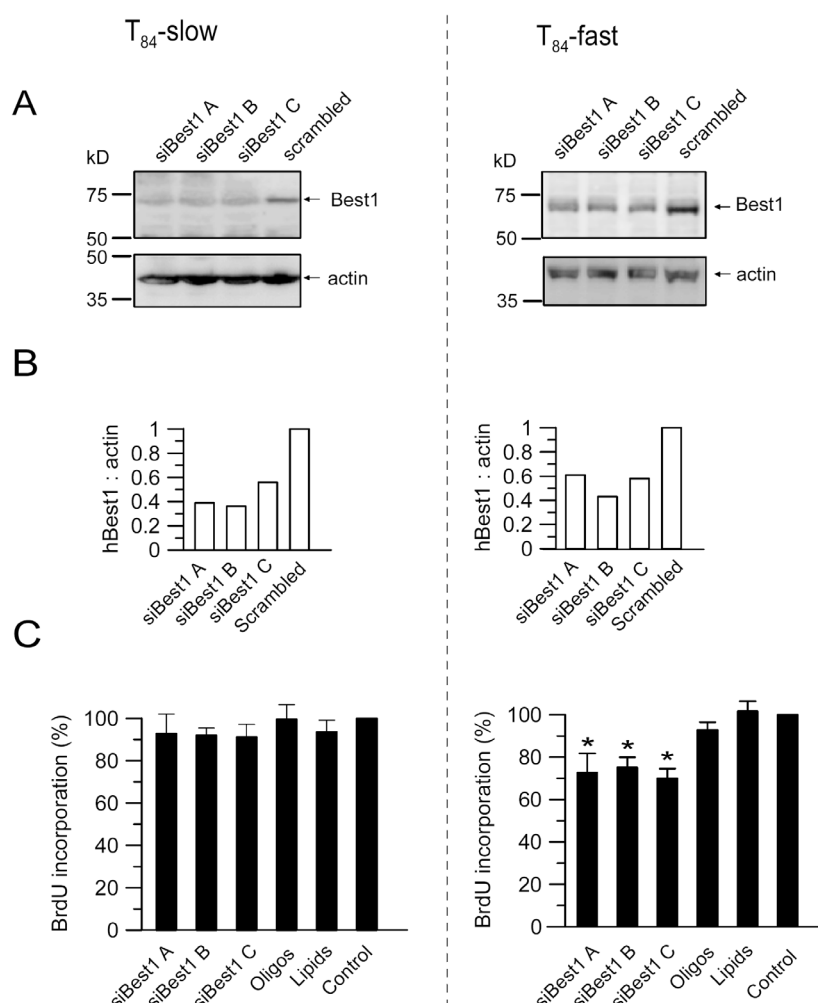 T84-slow
T84-fast
A
kD
siBest1 A
siBest1 B
siBest1 C
scrambled
75
Best1
50
50
actin
35
kD
siBest1 A
siBest1 B
siBest1 C
scrambled
75
Best1
50
actin
35
B
hBest1 : actin
1
0.8
0.6
0.4
0.2
0
siBest1 A
siBest1 B
siBest1 C
Scrambled
hBest1 : actin
1
0.8
0.6
0.4
0.2
0
siBest1 A
siBest1 B
siBest1 C
Scrambled
C
BrdU incorporation (%)
100
80
60
40
20
0
siBest1 A
siBest1 B
siBest1 C
Oligos
Lipids
Control
BrdU incorporation (%)
100
80
60
40
20
0
* * *
siBest1 A
siBest1 B
siBest1 C
Oligos
Lipids
Control